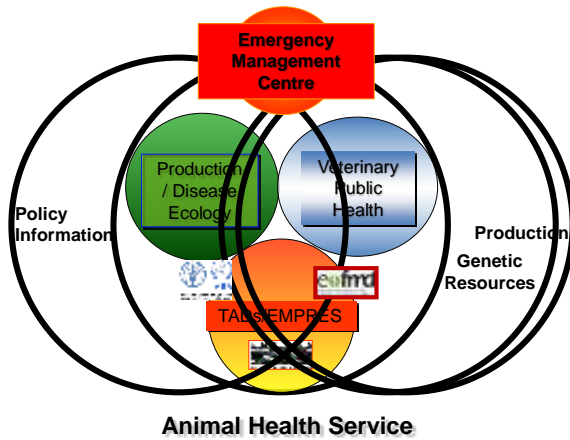 Emergency
Management
Centre
Production
/ Disease
Ecology
Veterinary
Public
Health
Policy
Information
Production
Genetic
Resources
eofmd
TADs/EMPRES
Animal Health Service